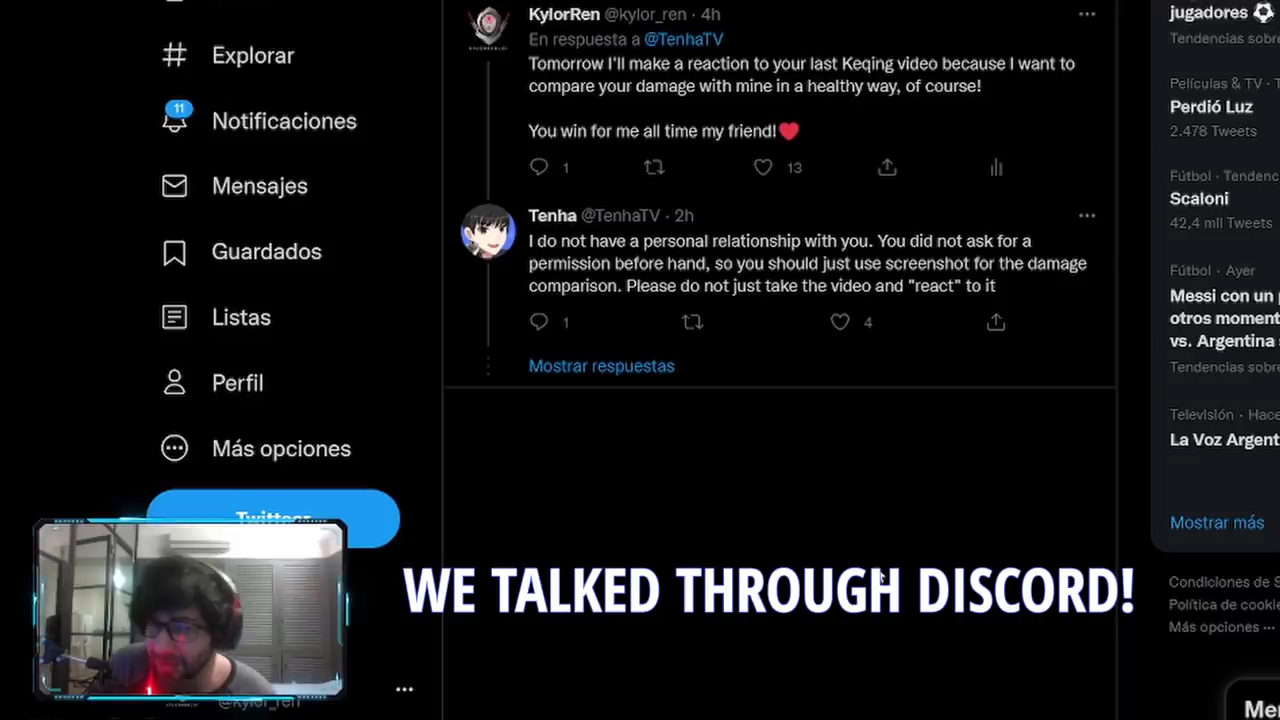 Explorar
11
Notificaciones
Mensajes
Guardados
Listas
Perfil
Más opciones
Twittear
@kylor_ren
KylorRen @kylor_ren · 4h
En respuesta a @TenhaTV
Tomorrow I'll make a reaction to your last Keqing video because I want to
compare your damage with mine in a healthy way, of course!
You win for me all time my friend!❤️
1 13
Tenha @TenhaTV · 2h
I do not have a personal relationship with you. You did not ask for a
permission before hand, so you should just use screenshot for the damage
comparison. Please do not just take the video and "react" to it
1 4
Mostrar respuestas
WE TALKED THROUGH DISCORD!
jugadores ⚽
Tendencias sobre
Películas & TV · T
Perdió Luz
2.478 Tweets
Fútbol · Tendenc
Scaloni
42,4 mil Tweets
Fútbol · Ayer
Messi con un
otros momento
vs. Argentina
Tendencias sobre
Televisión · Hace
La Voz Argent
Mostrar más
Condiciones de S
Política de cookie
Más opciones ···